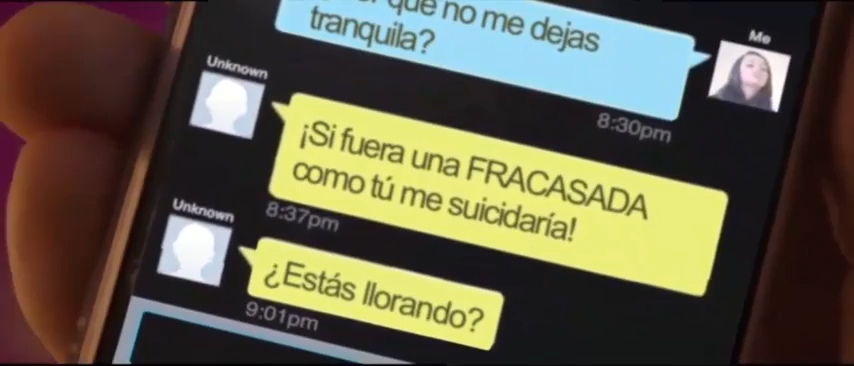 que no me dejas
tranquila?
Me
8:30pm
Unknown
¡Si fuera una FRACASADA
como tú me suicidaría!
8:37pm
Unknown
¿Estás llorando?
9:01pm